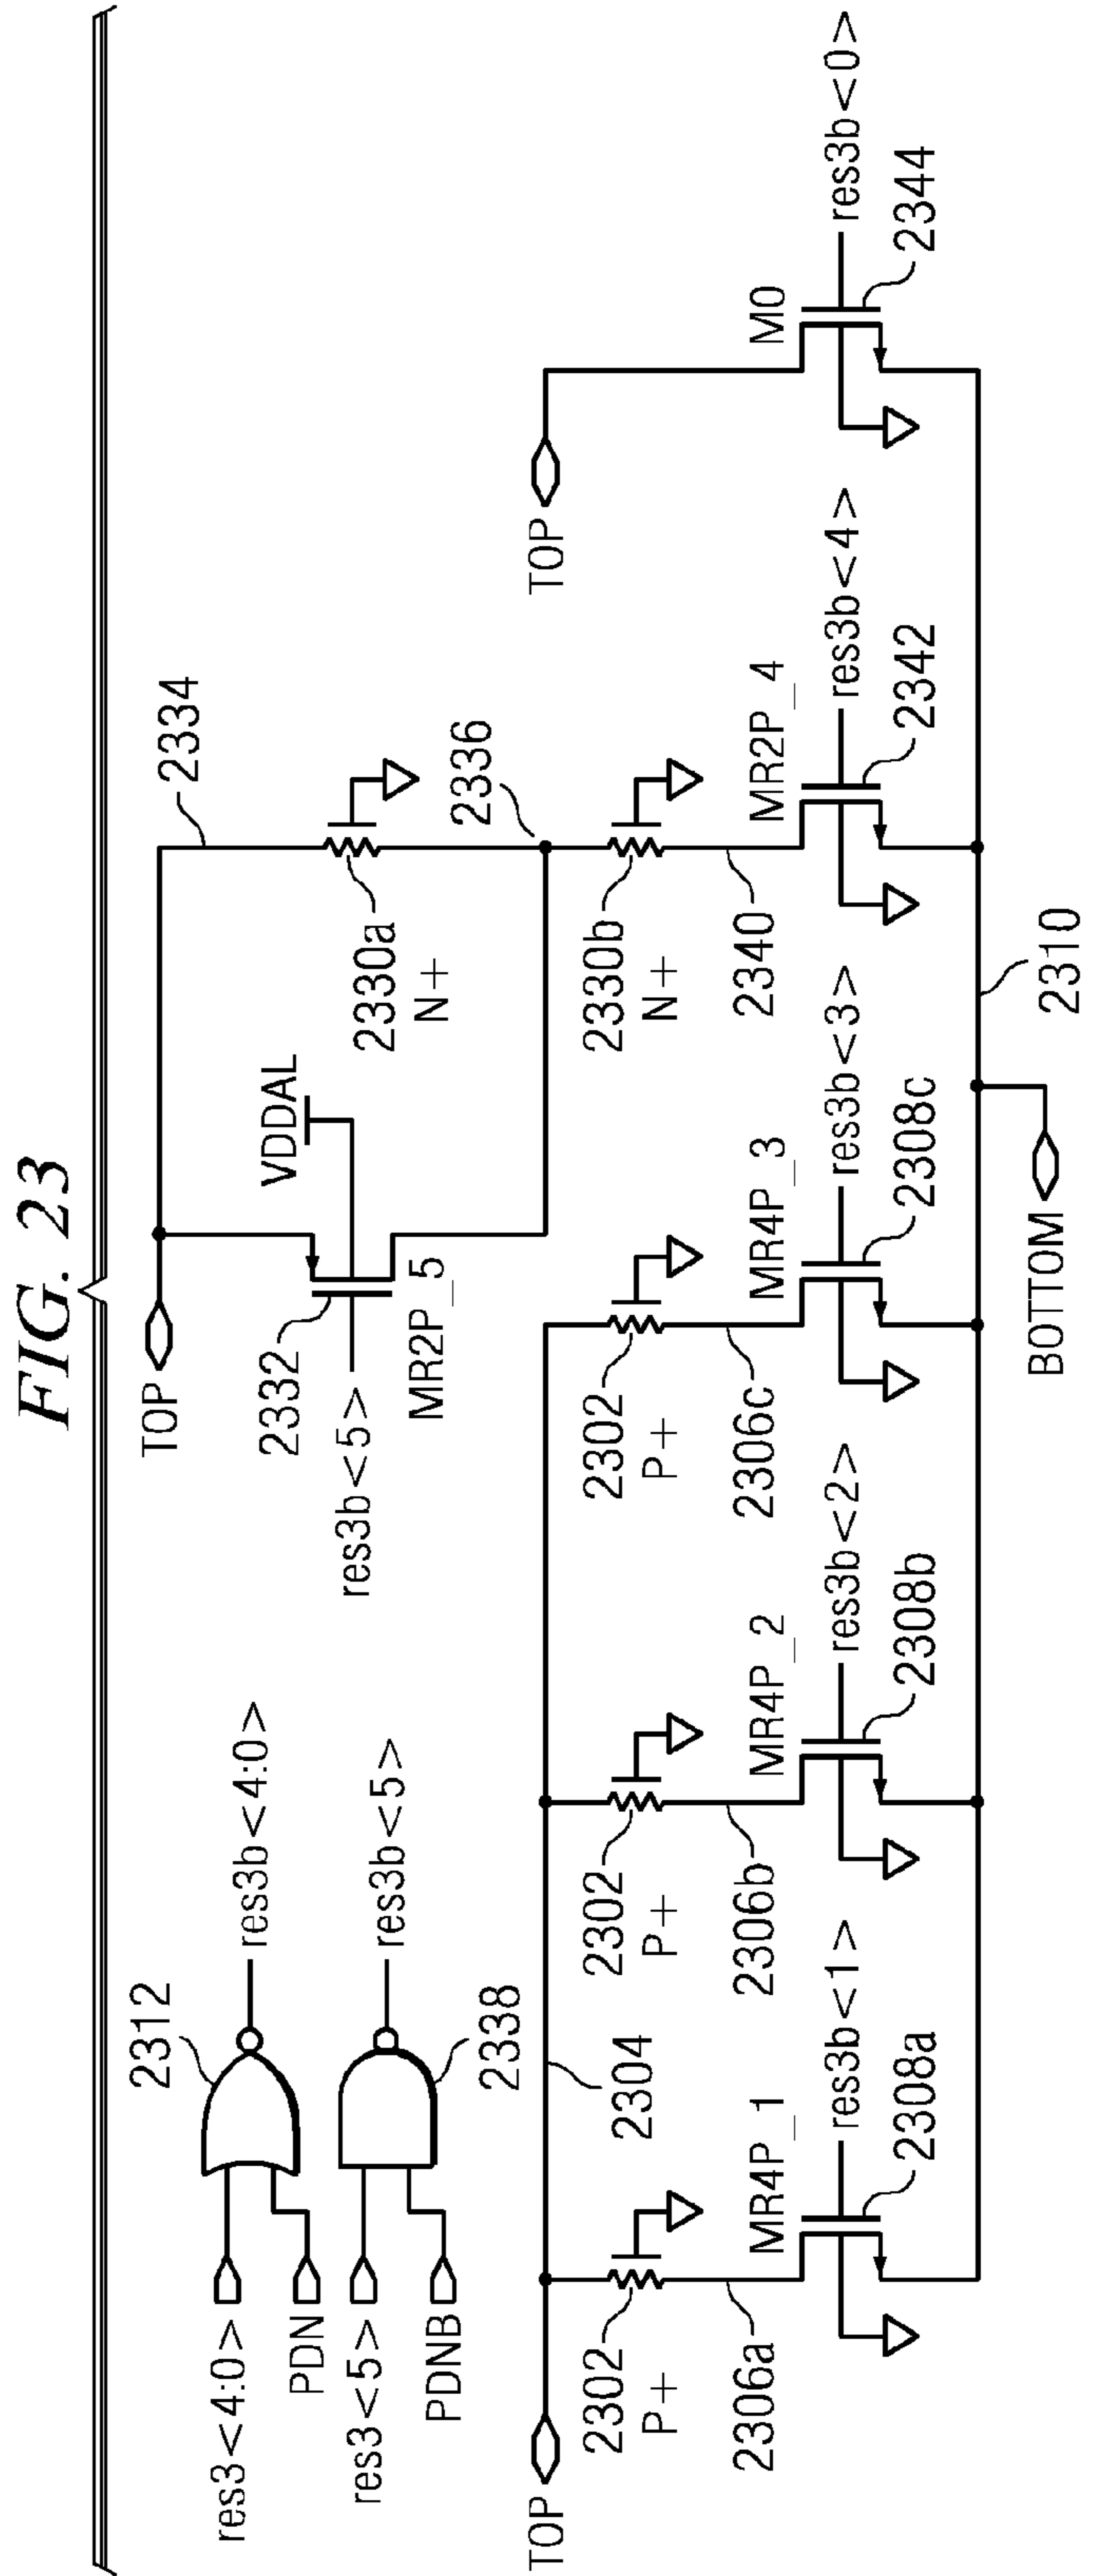 FIG. 23
res3<4:0>
PDN
2312
res3b<4:0>
res3<5>
PDNB
2338
res3b<5>
TOP
2332
res3b<5>
MR2P_5
VDDAL
2334
2330a
N+
2336
TOP
2304
2302
P+
2306a
MR4P_1
res3b<1>
2308a
2302
P+
2306b
MR4P_2
res3b<2>
2308b
2302
P+
2306c
MR4P_3
res3b<3>
2308c
2330b
N+
2340
MR2P_4
res3b<4>
2342
TOP
M0
res3b<0>
2344
BOTTOM
2310